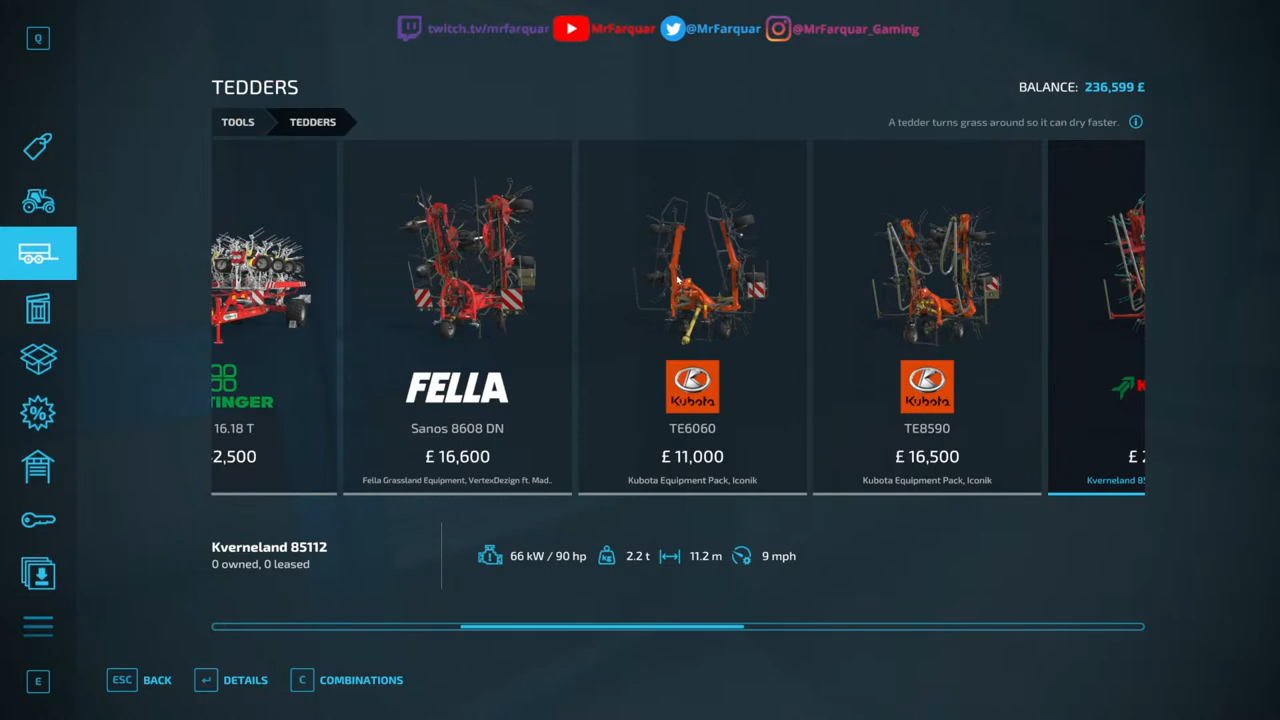 twitch.tv/mrfarquar MrFarquar @MrFarquar @MrFarquar_Gaming
Q
TEDDERS
BALANCE: 236,599 £
TOOLS TEDDERS
A tedder turns grass around so it can dry faster.
TINGER
FELLA
Kubota
Kubota
K
16.18 T
Sanos 8608 DN
TE6060
TE8590
2,500
£ 16,600
£ 11,000
£ 16,500
£
Fella Grassland Equipment, VertexDezign ft. Mad..
Kubota Equipment Pack, Iconik
Kubota Equipment Pack, Iconik
Kverneland 85
Kverneland 85112
0 owned, 0 leased
66 kW / 90 hp 2.2 t 11.2 m 9 mph
E
ESC BACK DETAILS C COMBINATIONS